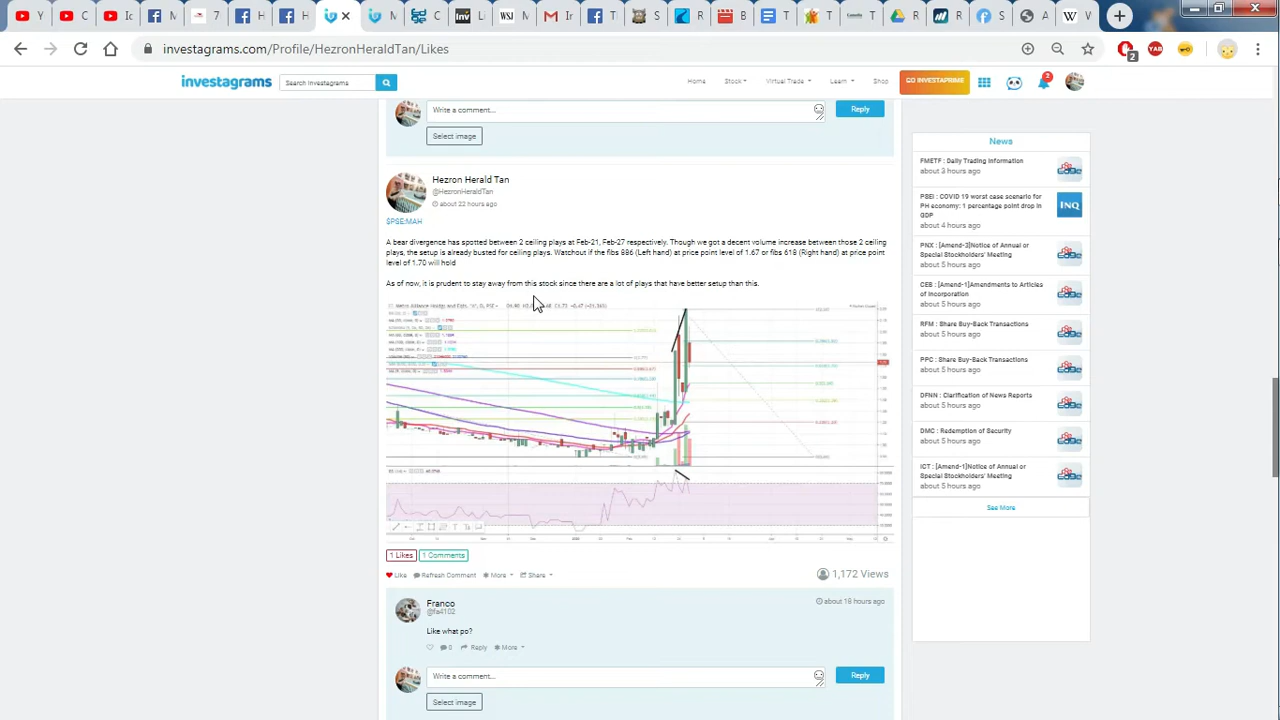 investagrams.com/Profile/HezronHeraldTan/Likes
2
investagrams
Search Investagrams
Home
Stock
Virtual Trade
Learn
Shop
GO INVESTAPRIME
2
Write a comment...
Reply
Select image
Hezron Herald Tan
@HezronHeraldTan
about 22 hours ago
$PSE:MAH
A bear divergence has spotted between 2 ceiling plays at Feb-21, Feb-27 respectively. Though we got a decent volume increase between those 2 ceiling
plays, the setup is already busted for ceiling plays. Watchout if the fibs 886 (Left hand) at price point level of 1.67 or fibs 618 (Right hand) at price point
level of 1.70 will hold
As of now, it is prudent to stay away from this stock since there are a lot of plays that have better setup than this.
1 Likes
1 Comments
Like
Refresh Comment
More
Share
1,172 Views
Franco
@fa4102
about 18 hours ago
Like what po?
0
Reply
More
Write a comment...
Reply
Select image
News
FMETF : Daily Trading Information
about 3 hours ago
PSEI : COVID 19 worst case scenario for
PH economy: 1 percentage point drop in
GDP
about 4 hours ago
INQ
PNX : [Amend-3]Notice of Annual or
Special Stockholders' Meeting
about 5 hours ago
CEB : [Amend-1]Amendments to Articles
of Incorporation
about 5 hours ago
RFM : Share Buy-Back Transactions
about 5 hours ago
PPC : Share Buy-Back Transactions
about 5 hours ago
DFNN : Clarification of News Reports
about 5 hours ago
DMC : Redemption of Security
about 5 hours ago
ICT : [Amend-1]Notice of Annual or
Special Stockholders' Meeting
about 5 hours ago
See More